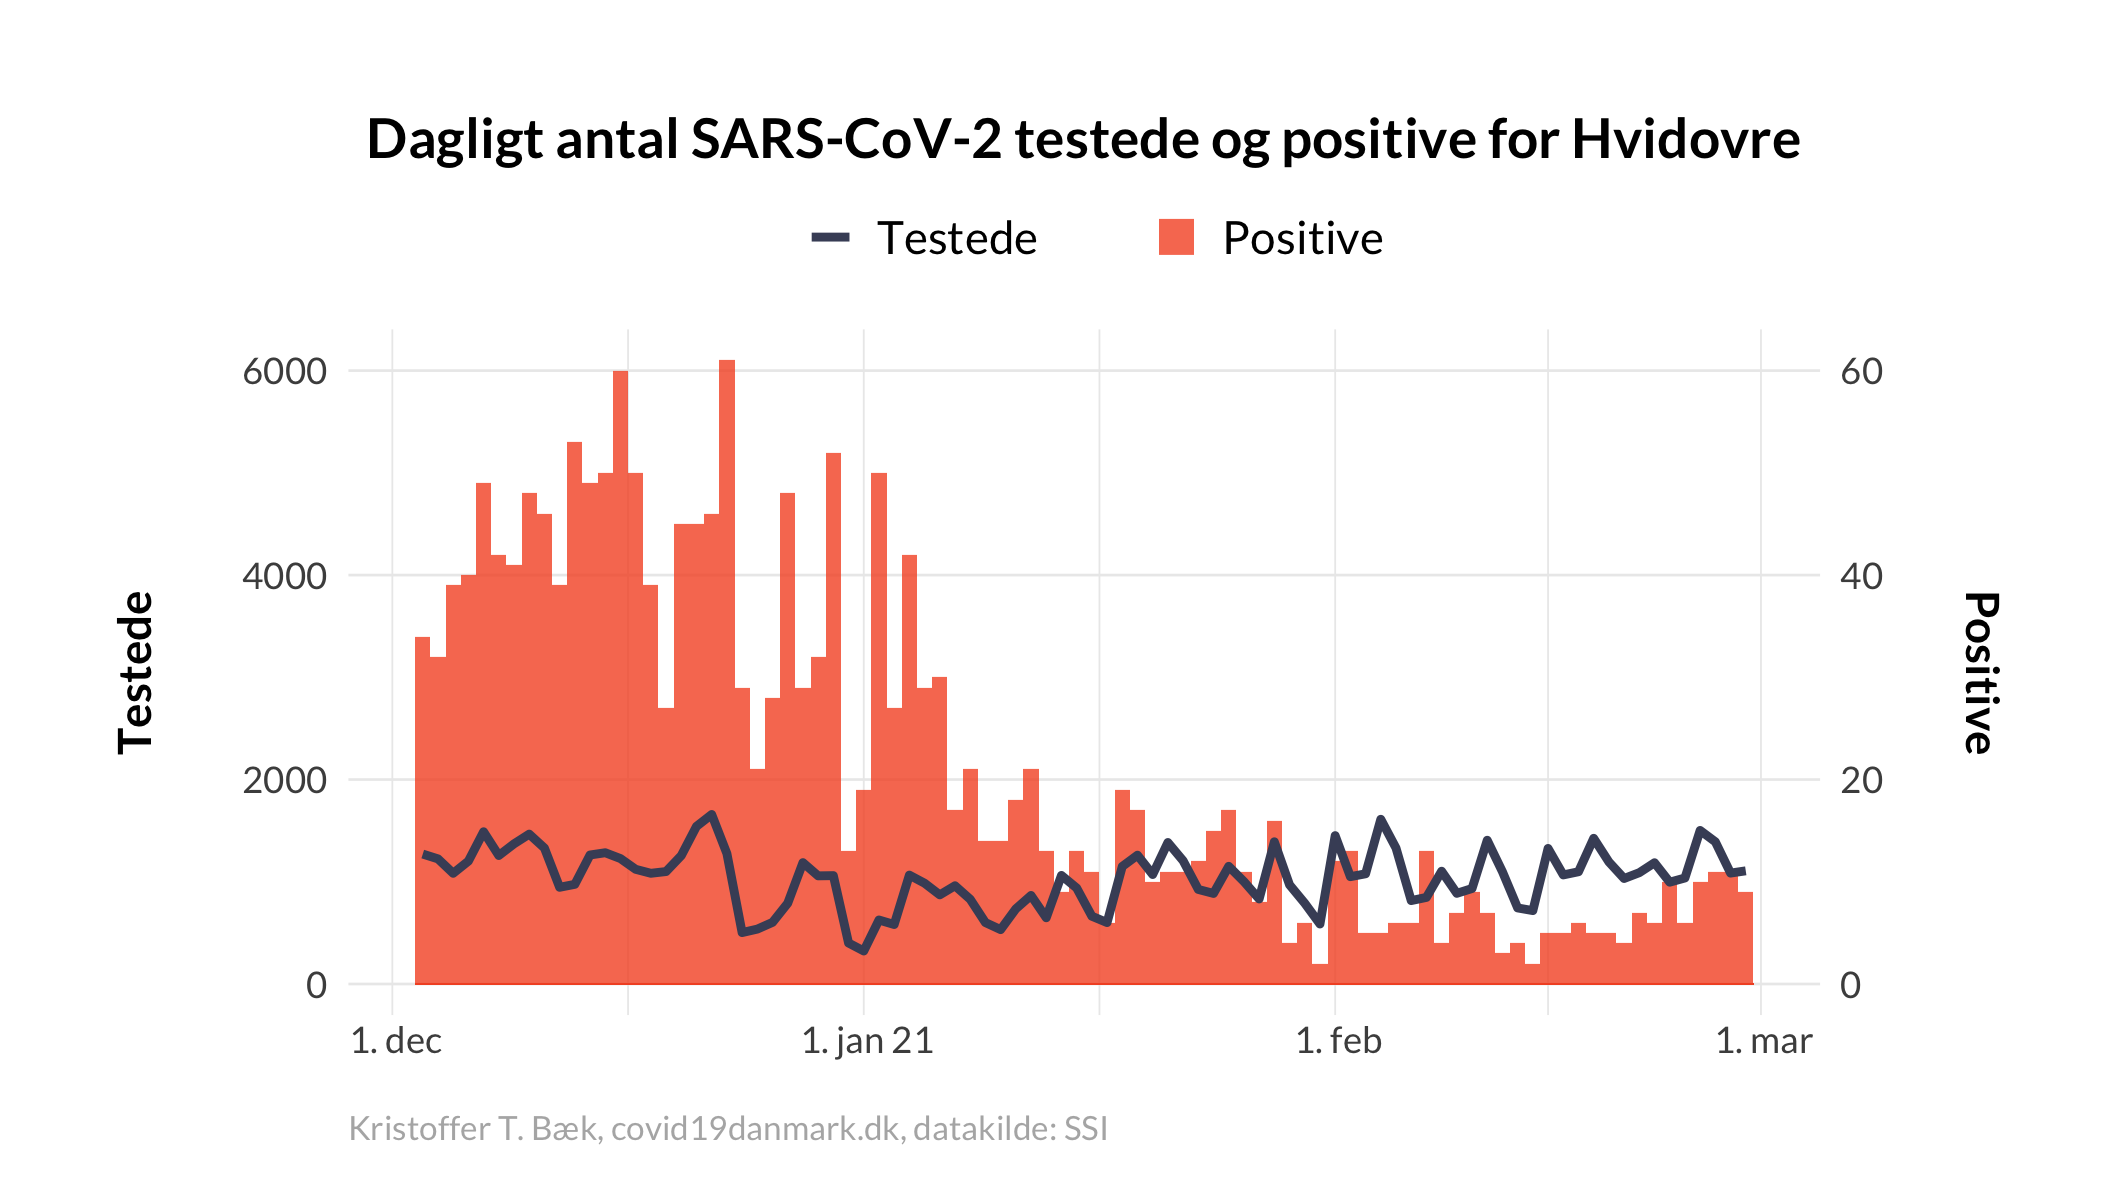 Dagligt antal SARS-CoV-2 testede og positive for Hvidovre
Testede
Positive
6000
4000
2000
0
Testede
60
40
20
0
Positive
1. dec
1. jan 21
1. feb
1. mar
Kristoffer T. Bæk, covid19danmark.dk, datakilde: SSI